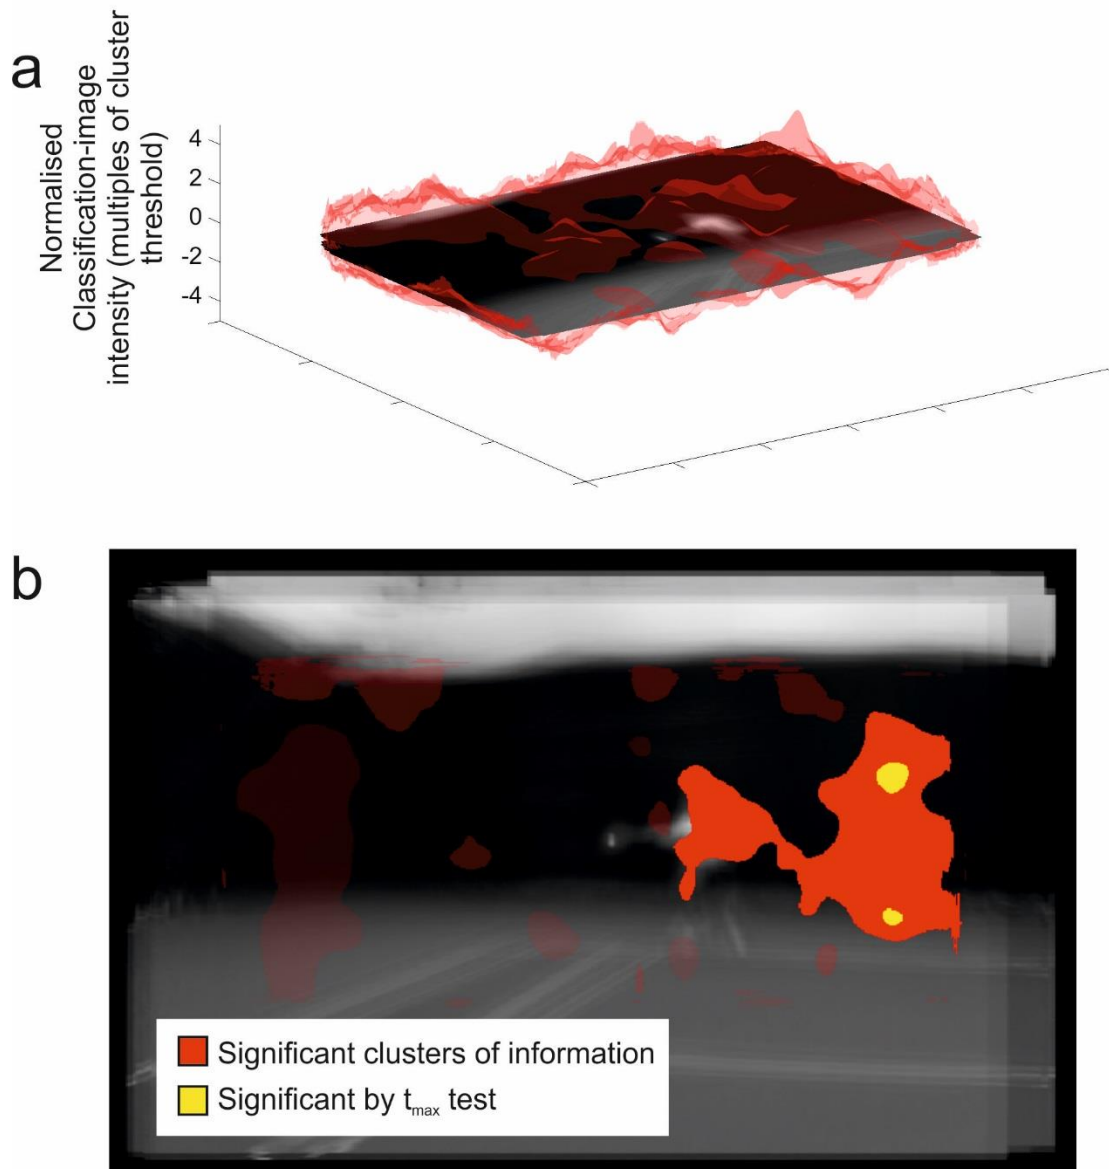 a
Normalised
Classification-image
intensity (multiples of cluster
threshold)
4
2
0
-2
-4
b
Significant clusters of information
Significant by tmax test